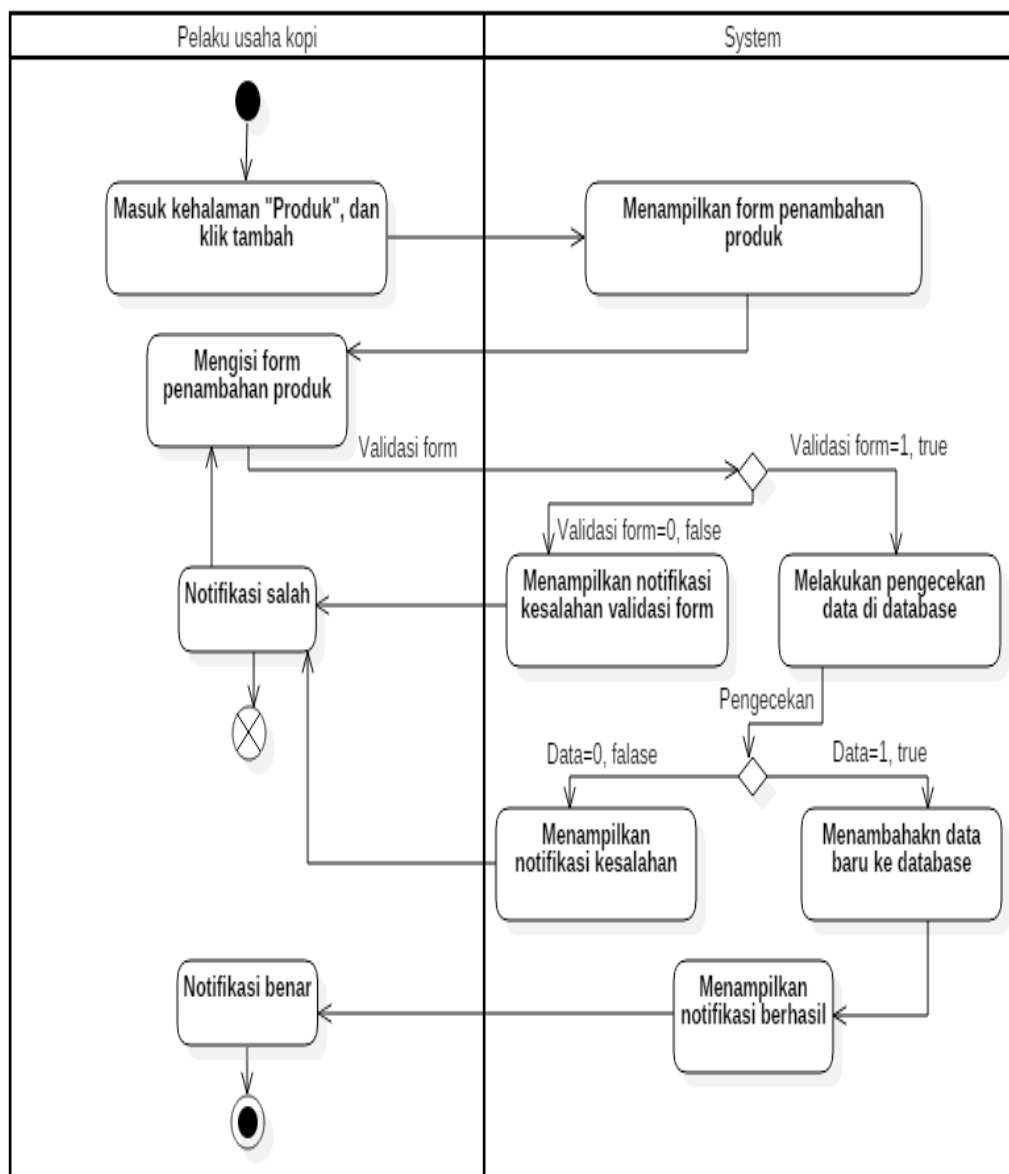 Pelaku usaha kopi
System
Masuk kehalaman "Produk", dan
klik tambah
Menampilkan form penambahan
produk
Mengisi form
penambahan produk
Validasi form
Validasi form=1, true
Validasi form=0, false
Notifikasi salah
Menampilkan notifikasi
kesalahan validasi form
Melakukan pengecekan
data di database
Pengecekan
Data=0, falase
Data=1, true
Menampilkan
notifikasi kesalahan
Menambahakn data
baru ke database
Notifikasi benar
Menampilkan
notifikasi berhasil